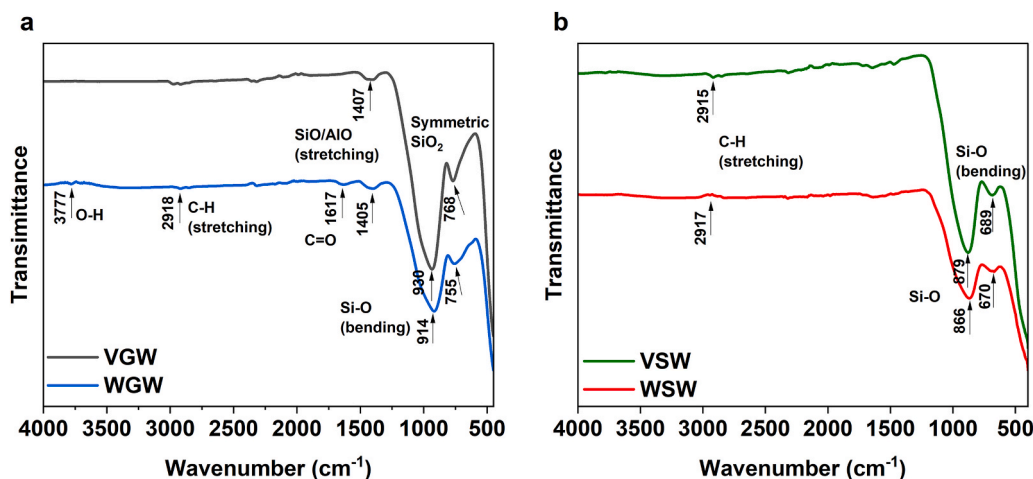 a
Transmittance
1407
SiO/AlO
(stretching)
Symmetric
SiO2
3777
O-H
2918
C-H
(stretching)
1617
C=O
1405
768
930
755
Si-O
(bending)
914
VGW
WGW
4000 3500 3000 2500 2000 1500 1000 500
Wavenumber (cm-1)
b
Transmittance
2915
C-H
(stretching)
Si-O
(bending)
689
2917
879
Si-O
670
866
VSW
WSW
4000 3500 3000 2500 2000 1500 1000 500
Wavenumber (cm-1)